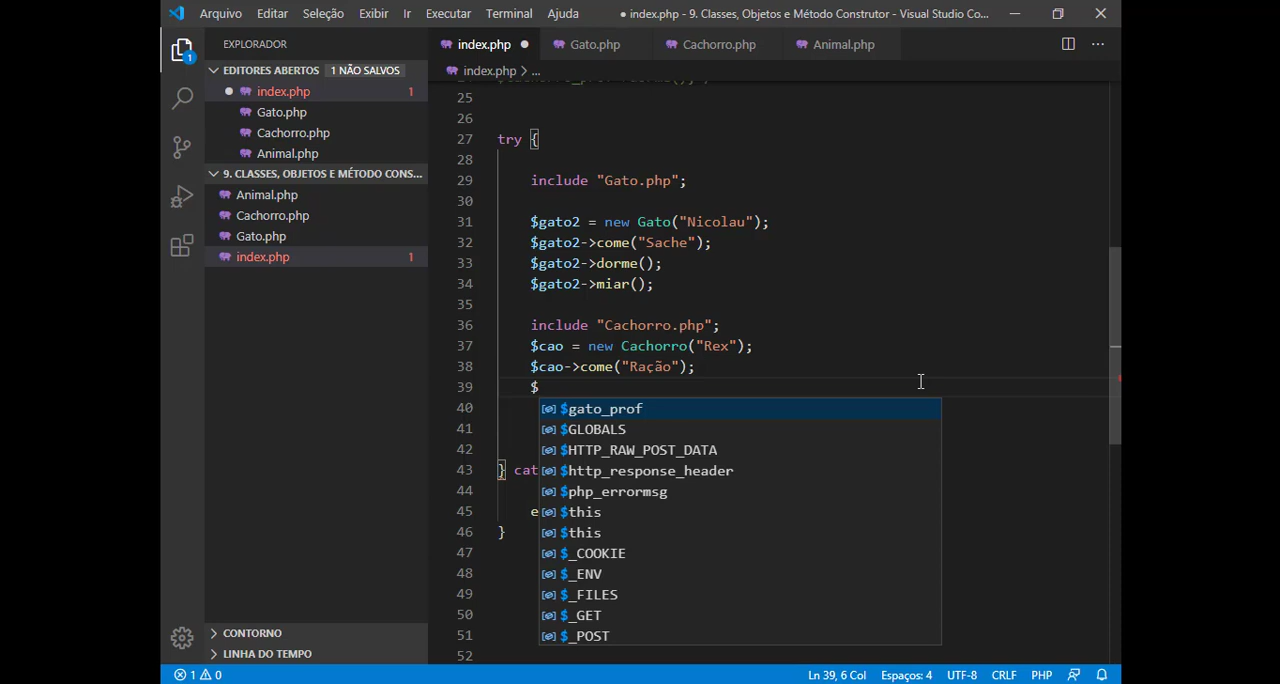 Arquivo Editar Seleção Exibir Ir Executar Terminal Ajuda ● index.php - 9. Classes, Objetos e Método Construtor - Visual Studio Co...
EXPLORADOR
index.php ● Gato.php Cachorro.php Animal.php
EDITORES ABERTOS 1 NÃO SALVOS
index.php 1
Gato.php
Cachorro.php
Animal.php
9. CLASSES, OBJETOS E MÉTODO CONS...
Animal.php
Cachorro.php
Gato.php
index.php 1
CONTORNO
LINHA DO TEMPO
1
index.php > ...
25
26
27 try {
28
29 include "Gato.php";
30
31 $gato2 = new Gato("Nicolau");
32 $gato2->come("Sache");
33 $gato2->dorme();
34 $gato2->miar();
35
36 include "Cachorro.php";
37 $cao = new Cachorro("Rex");
38 $cao->come("Ração");
39 $
40 $gato_prof
41 $GLOBALS
42 $HTTP_RAW_POST_DATA
43 } cat $http_response_header
44 $php_errormsg
45 e $this
46 } $this
47 $_COOKIE
48 $_ENV
49 $_FILES
50 $_GET
51 $_POST
52
1 0 Ln 39, 6 Col Espaços: 4 UTF-8 CRLF PHP